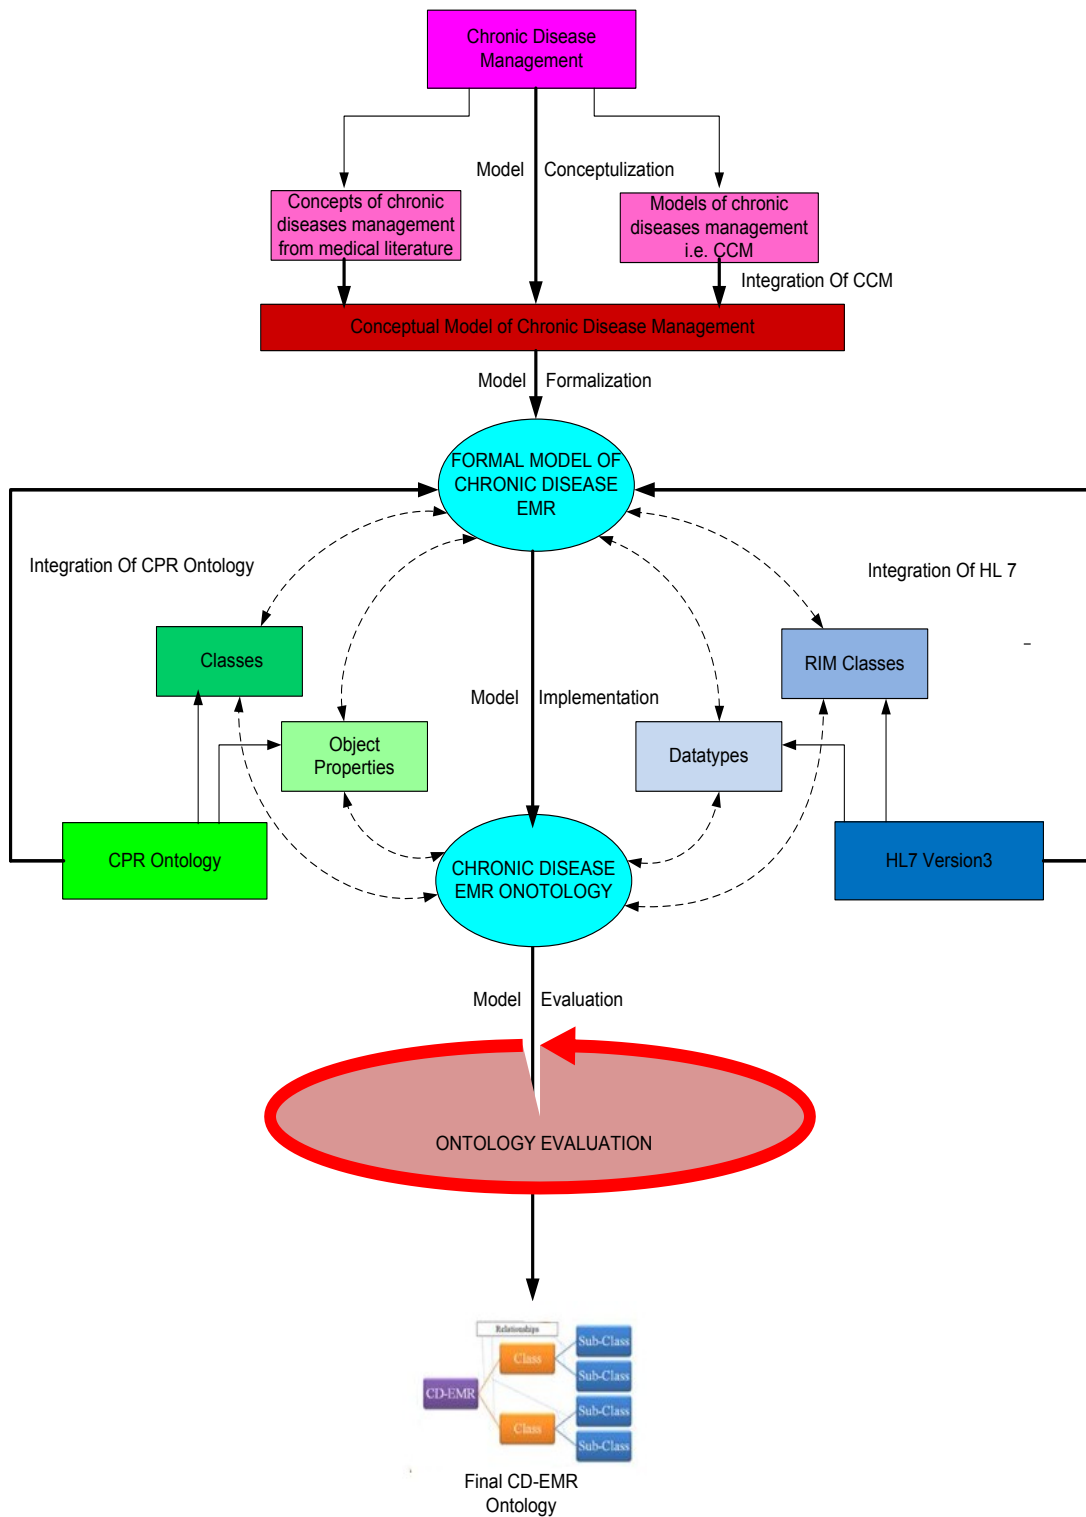 Chronic Disease
Management
Model Conceptulization
Concepts of chronic
diseases management
from medical literature
Models of chronic
diseases management
i.e. CCM
Integration Of CCM
Conceptual Model of Chronic Disease Management
Model Formalization
FORMAL MODEL OF
CHRONIC DISEASE
EMR
Integration Of CPR Ontology
Integration Of HL 7
Classes
RIM Classes
Model Implementation
Object
Properties
Datatypes
CPR Ontology
HL7 Version3
CHRONIC DISEASE
EMR ONOTOLOGY
Model Evaluation
ONTOLOGY EVALUATION
Relationships
Sub-Class
Class
Sub-Class
CD-EMR
Sub-Class
Class
Sub-Class
Final CD-EMR
Ontology